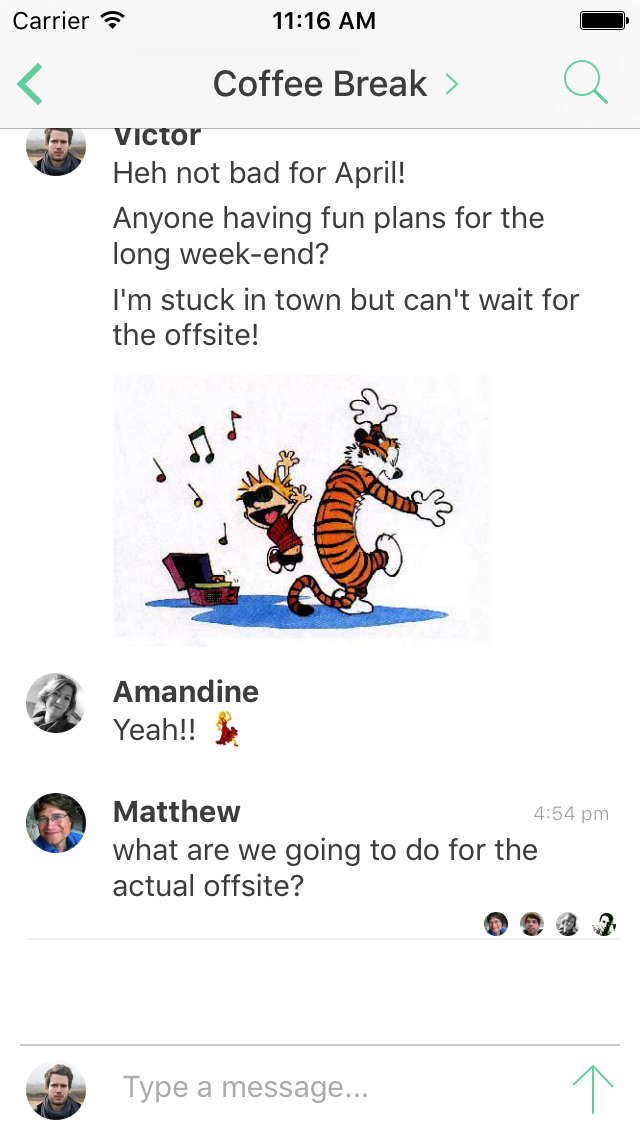 Carrier 11:16 AM
Coffee Break
Victor
Heh not bad for April!
Anyone having fun plans for the
long week-end?
I'm stuck in town but can't wait for
the offsite!
Amandine
Yeah!! 💃
Matthew 4:54 pm
what are we going to do for the
actual offsite?
Type a message...